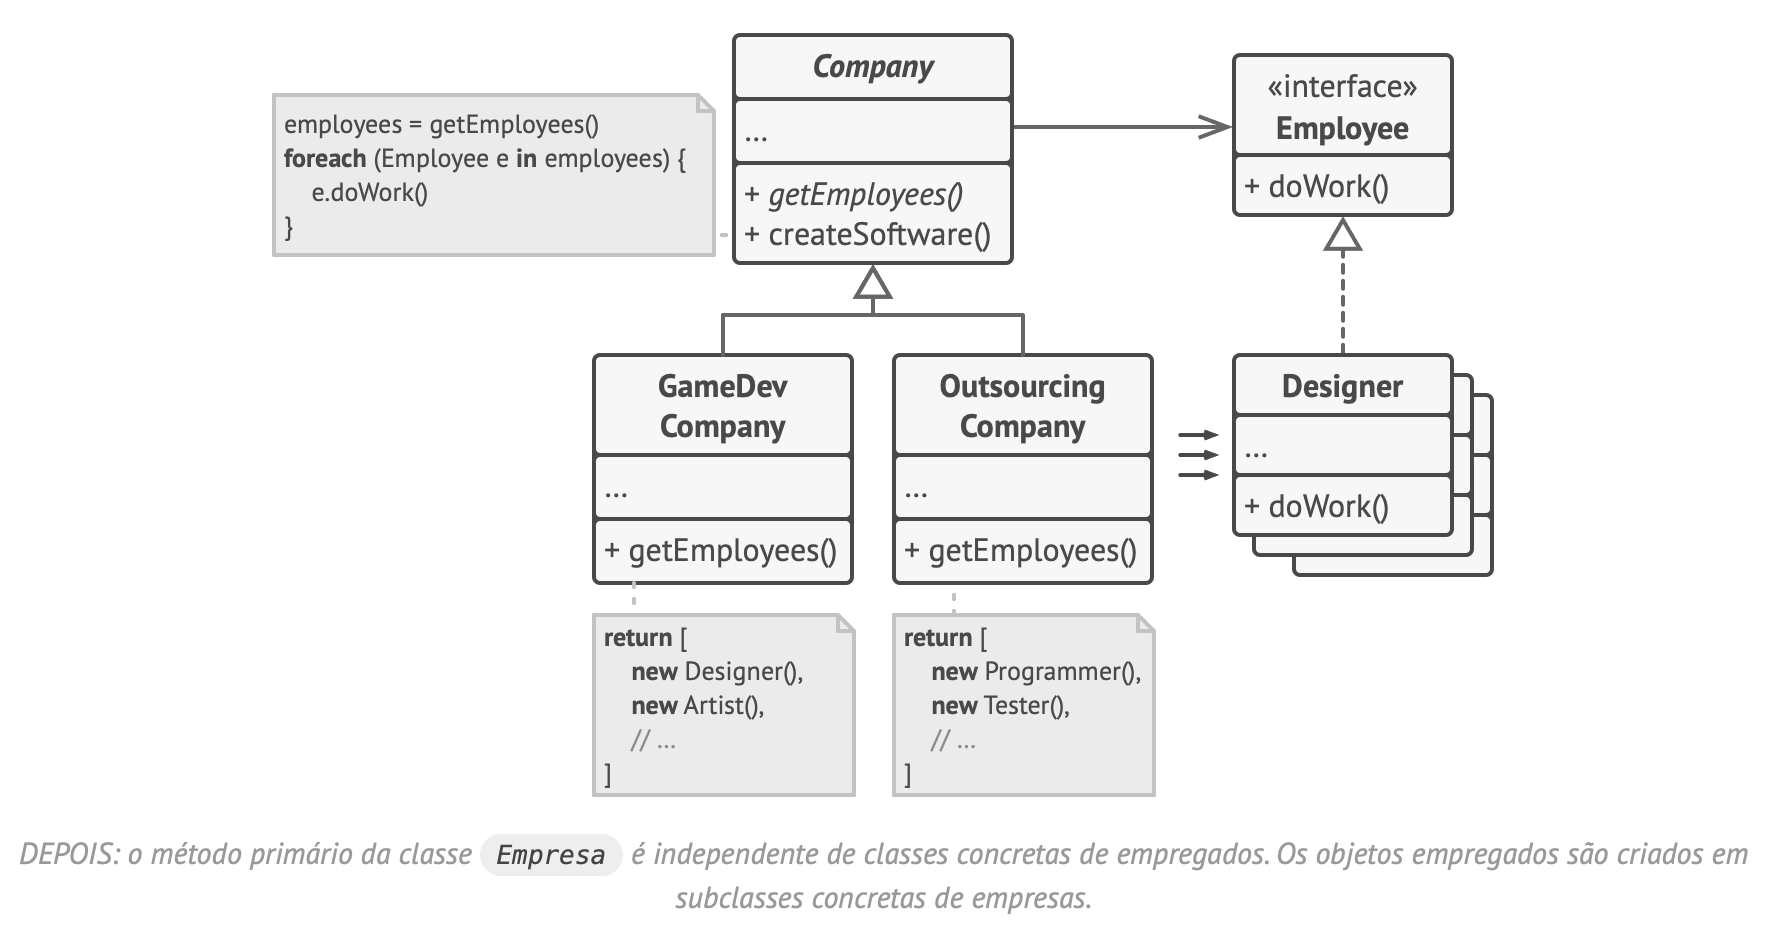 Company
...
+ getEmployees()
+ createSoftware()
employees = getEmployees()
foreach (Employee e in employees) {
e.doWork()
}
«interface»
Employee
+ doWork()
GameDev
Company
...
+ getEmployees()
Outsourcing
Company
...
+ getEmployees()
Designer
...
+ doWork()
return [
new Designer(),
new Artist(),
// ...
]
return [
new Programmer(),
new Tester(),
// ...
]
DEPOIS: o método primário da classe Empresa é independente de classes concretas de empregados. Os objetos empregados são criados em
subclasses concretas de empresas.